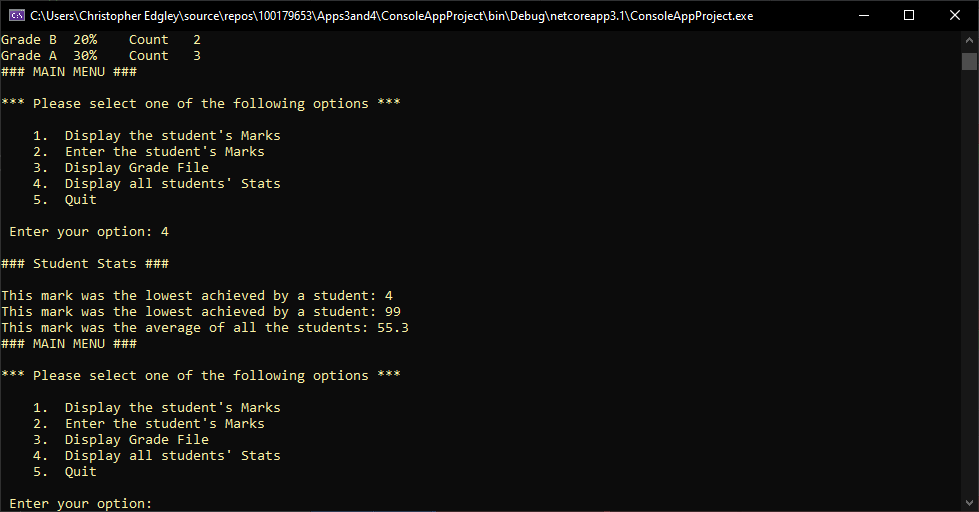 C:\Users\Christopher Edgley\source\repos\100179653\Apps3and4\ConsoleAppProject\bin\Debug\netcoreapp3.1\ConsoleAppProject.exe
Grade B  20%    Count   2
Grade A  30%    Count   3
### MAIN MENU ###
*** Please select one of the following options ***
1.  Display the student's Marks
2.  Enter the student's Marks
3.  Display Grade File
4.  Display all students' Stats
5.  Quit
Enter your option: 4
### Student Stats ###
This mark was the lowest achieved by a student: 4
This mark was the lowest achieved by a student: 99
This mark was the average of all the students: 55.3
### MAIN MENU ###
*** Please select one of the following options ***
1.  Display the student's Marks
2.  Enter the student's Marks
3.  Display Grade File
4.  Display all students' Stats
5.  Quit
Enter your option: